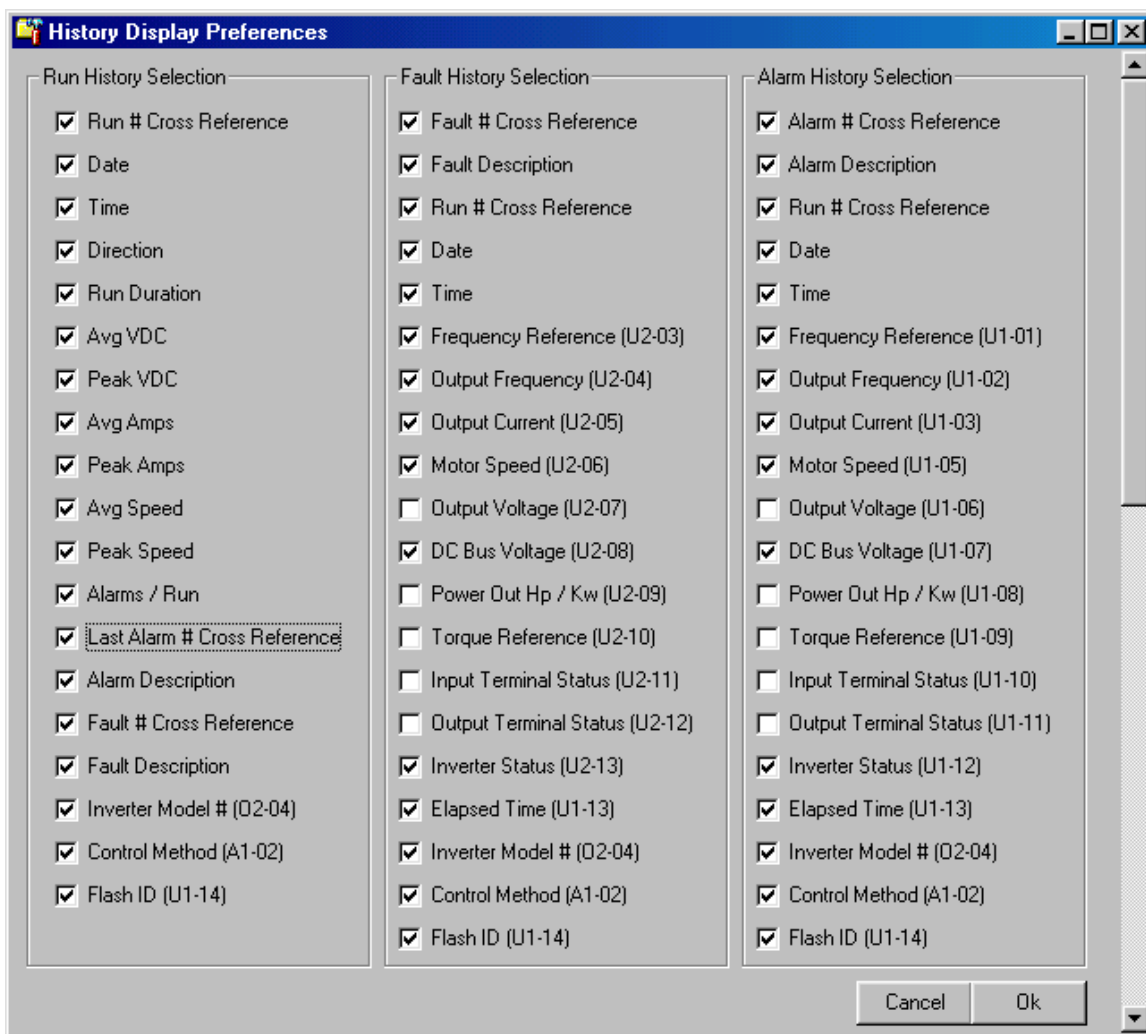 History Display Preferences
Run History Selection
Run # Cross Reference
Date
Time
Direction
Run Duration
Avg VDC
Peak VDC
Avg Amps
Peak Amps
Avg Speed
Peak Speed
Alarms / Run
Last Alarm # Cross Reference
Alarm Description
Fault # Cross Reference
Fault Description
Inverter Model # (O2-04)
Control Method (A1-02)
Flash ID (U1-14)
Fault History Selection
Fault # Cross Reference
Fault Description
Run # Cross Reference
Date
Time
Frequency Reference (U2-03)
Output Frequency (U2-04)
Output Current (U2-05)
Motor Speed (U2-06)
Output Voltage (U2-07)
DC Bus Voltage (U2-08)
Power Out Hp / Kw (U2-09)
Torque Reference (U2-10)
Input Terminal Status (U2-11)
Output Terminal Status (U2-12)
Inverter Status (U2-13)
Elapsed Time (U1-13)
Inverter Model # (O2-04)
Control Method (A1-02)
Flash ID (U1-14)
Alarm History Selection
Alarm # Cross Reference
Alarm Description
Run # Cross Reference
Date
Time
Frequency Reference (U1-01)
Output Frequency (U1-02)
Output Current (U1-03)
Motor Speed (U1-05)
Output Voltage (U1-06)
DC Bus Voltage (U1-07)
Power Out Hp / Kw (U1-08)
Torque Reference (U1-09)
Input Terminal Status (U1-10)
Output Terminal Status (U1-11)
Inverter Status (U1-12)
Elapsed Time (U1-13)
Inverter Model # (O2-04)
Control Method (A1-02)
Flash ID (U1-14)
Cancel
Ok